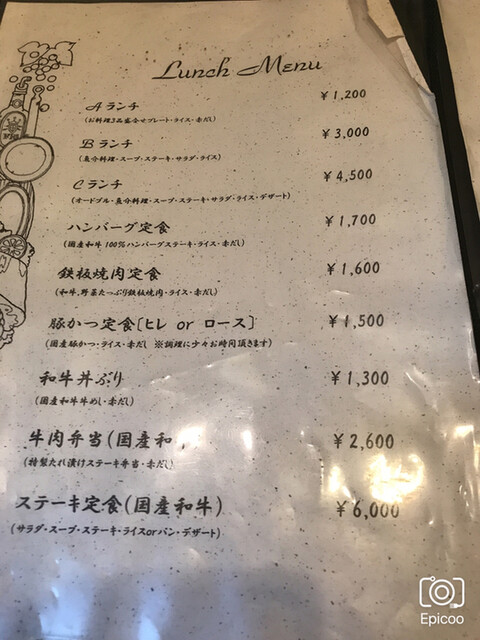 Lunch Menu
Aランチ ¥1,200
(お料理3品盛合せプレート・ライス・赤だし)
Bランチ ¥3,000
(魚介料理・スープ・ステーキ・サラダ・ライス)
Cランチ ¥4,500
(オードブル・魚介料理・スープ・ステーキ・サラダ・ライス・デザート)
ハンバーグ定食 ¥1,700
(国産和牛100%ハンバーグステーキ・ライス・赤だし)
鉄板焼肉定食 ¥1,600
(和牛、野菜たっぷり鉄板焼肉・ライス・赤だし)
豚かつ定食[ヒレ or ロース] ¥1,500
(国産豚かつ・ライス・赤だし ※調理に少々お時間頂きます)
和牛丼ぶり ¥1,300
(国産和牛牛めし・赤だし)
牛肉弁当(国産和 ¥2,600
(特製たれ漬けステーキ弁当・赤だし)
ステーキ定食(国産和牛) ¥6,000
(サラダ・スープ・ステーキ・ライスorパン・デザート)
Epicoo